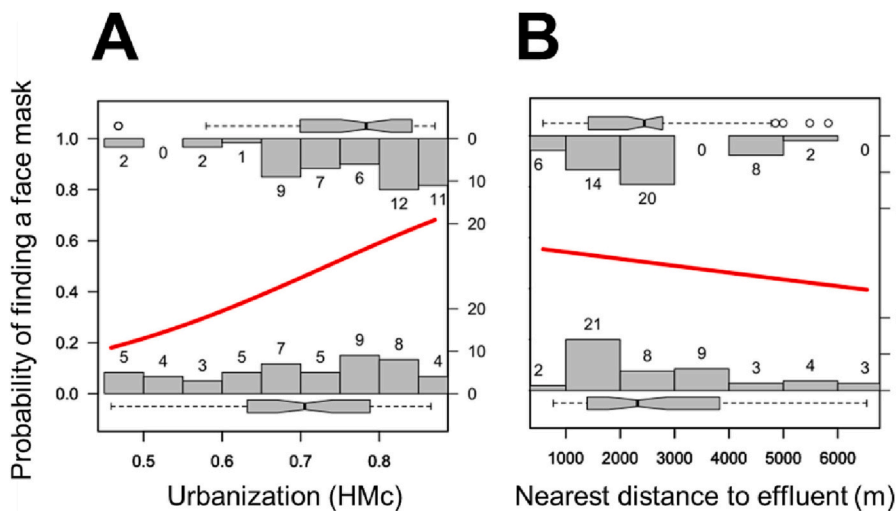 A
B
Probability of finding a face mask
1.0
0.8
0.6
0.4
0.2
0.0
2 0 2 1 9 7 6 12 11
5 4 3 5 7 5 9 8 4
0
10
20
20
10
0
0.5 0.6 0.7 0.8
Urbanization (HMc)
6 14 20 0 8 2 0
2 21 8 9 3 4 3
1000 2000 3000 4000 5000 6000
Nearest distance to effluent (m)